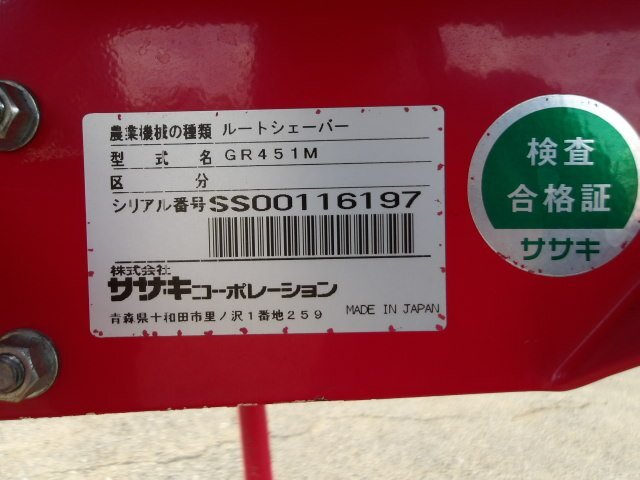 農業機械の種類 ルートシェーバー
型式名 GR451M
区分
シリアル番号 SS00116197
株式会社
ササキコーポレーション
青森県十和田市里ノ沢1番地259 MADE IN JAPAN
検査
合格証
ササキ